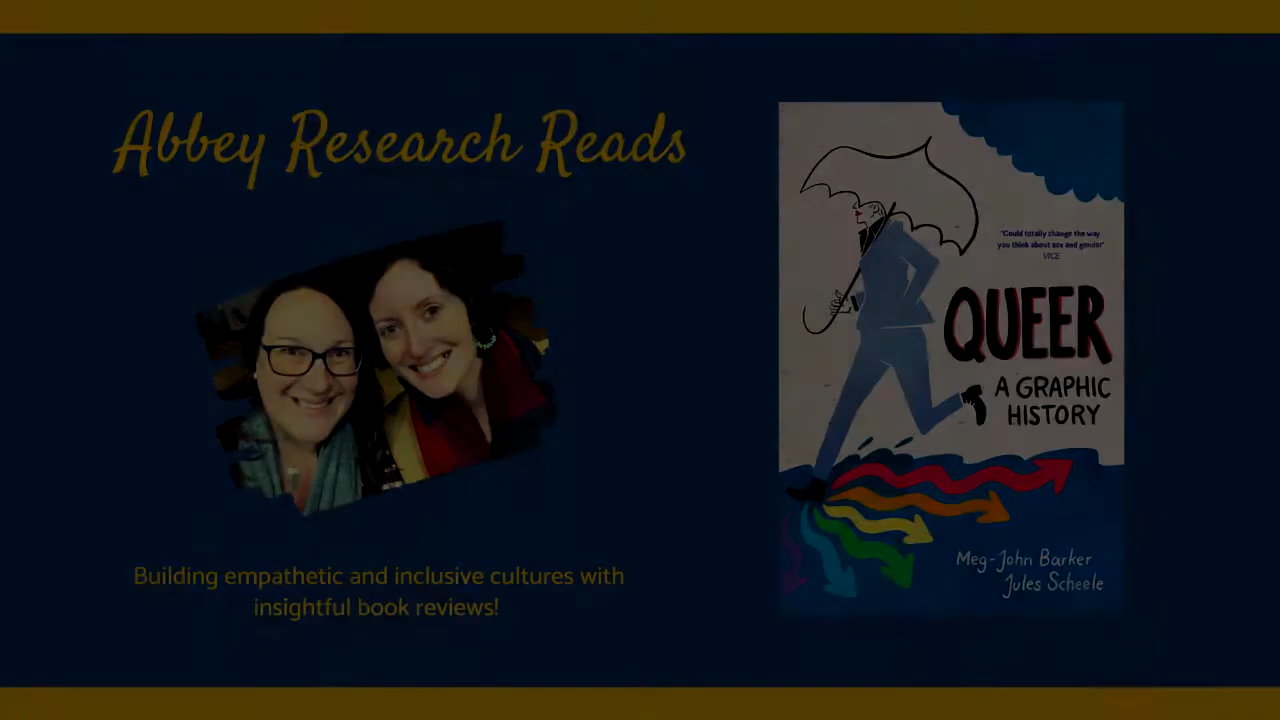 Abbey Research Reads
Building empathetic and inclusive cultures with
insightful book reviews!
'Could totally change the way
you think about sex and gender'
VICE
QUEER
A GRAPHIC
HISTORY
Meg-John Barker
Jules Scheele